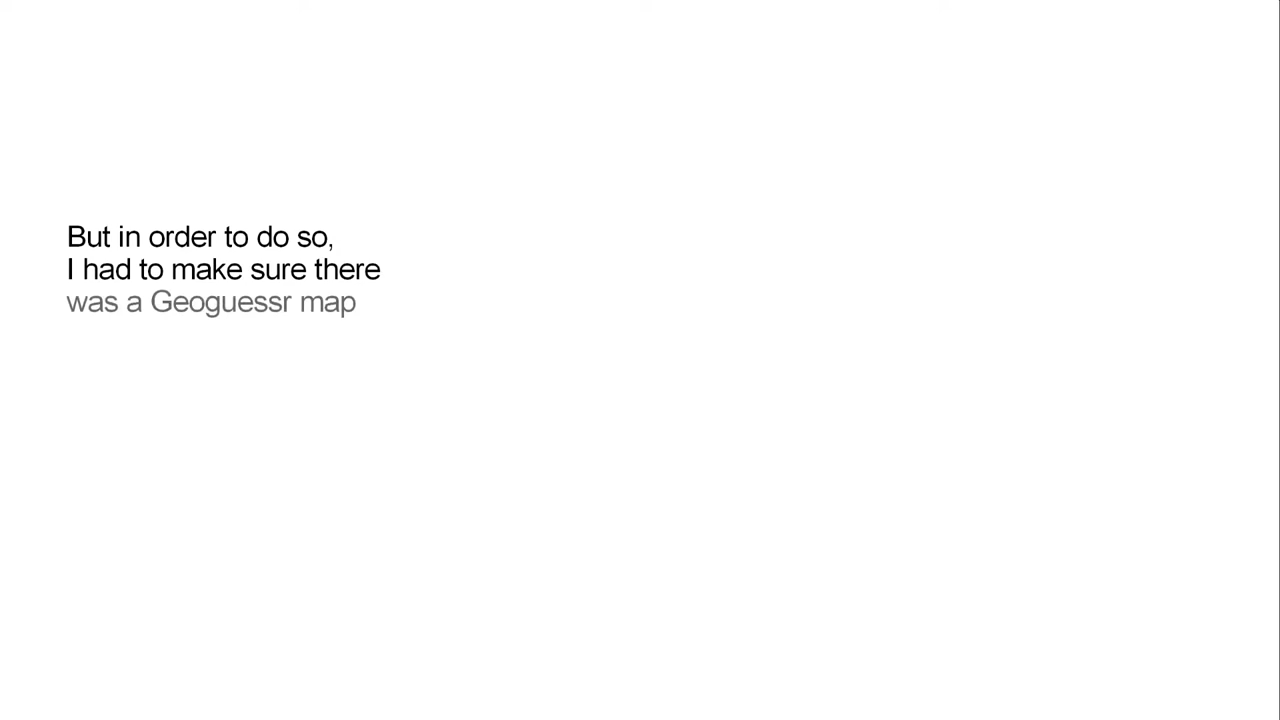 But in order to do so,
I had to make sure there
was a Geoguessr map